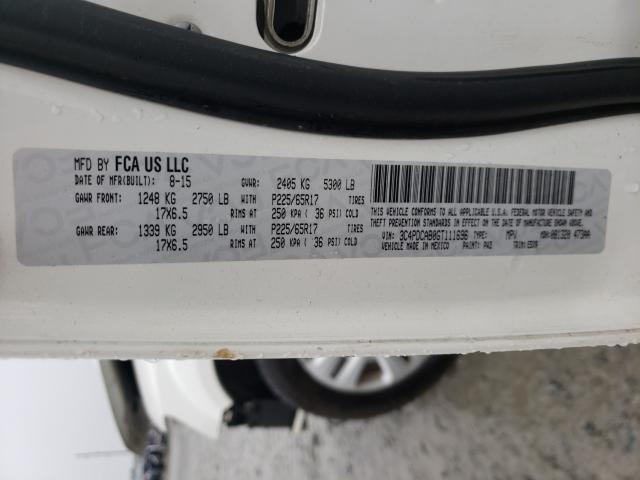 MFD BY FCA US LLC
DATE OF MFR(BUILT): 8-15 GVWR: 2405 KG 5300 LB
GAWR FRONT: 1248 KG 2750 LB WITH P225/65R17 TIRES
17X6.5 RIMS AT 250 KPA ( 36 PSI) COLD
GAWR REAR: 1339 KG 2950 LB WITH P225/65R17 TIRES
17X6.5 RIMS AT 250 KPA ( 36 PSI) COLD
THIS VEHICLE CONFORMS TO ALL APPLICABLE U.S.A. FEDERAL MOTOR VEHICLE SAFETY AND
THEFT PREVENTION STANDARDS IN EFFECT ON THE DATE OF MANUFACTURE SHOWN ABOVE.
VIN: 3C4PDCAB0GT111696 TYPE: MPV
VEHICLE MADE IN MEXICO PAINT: PW2